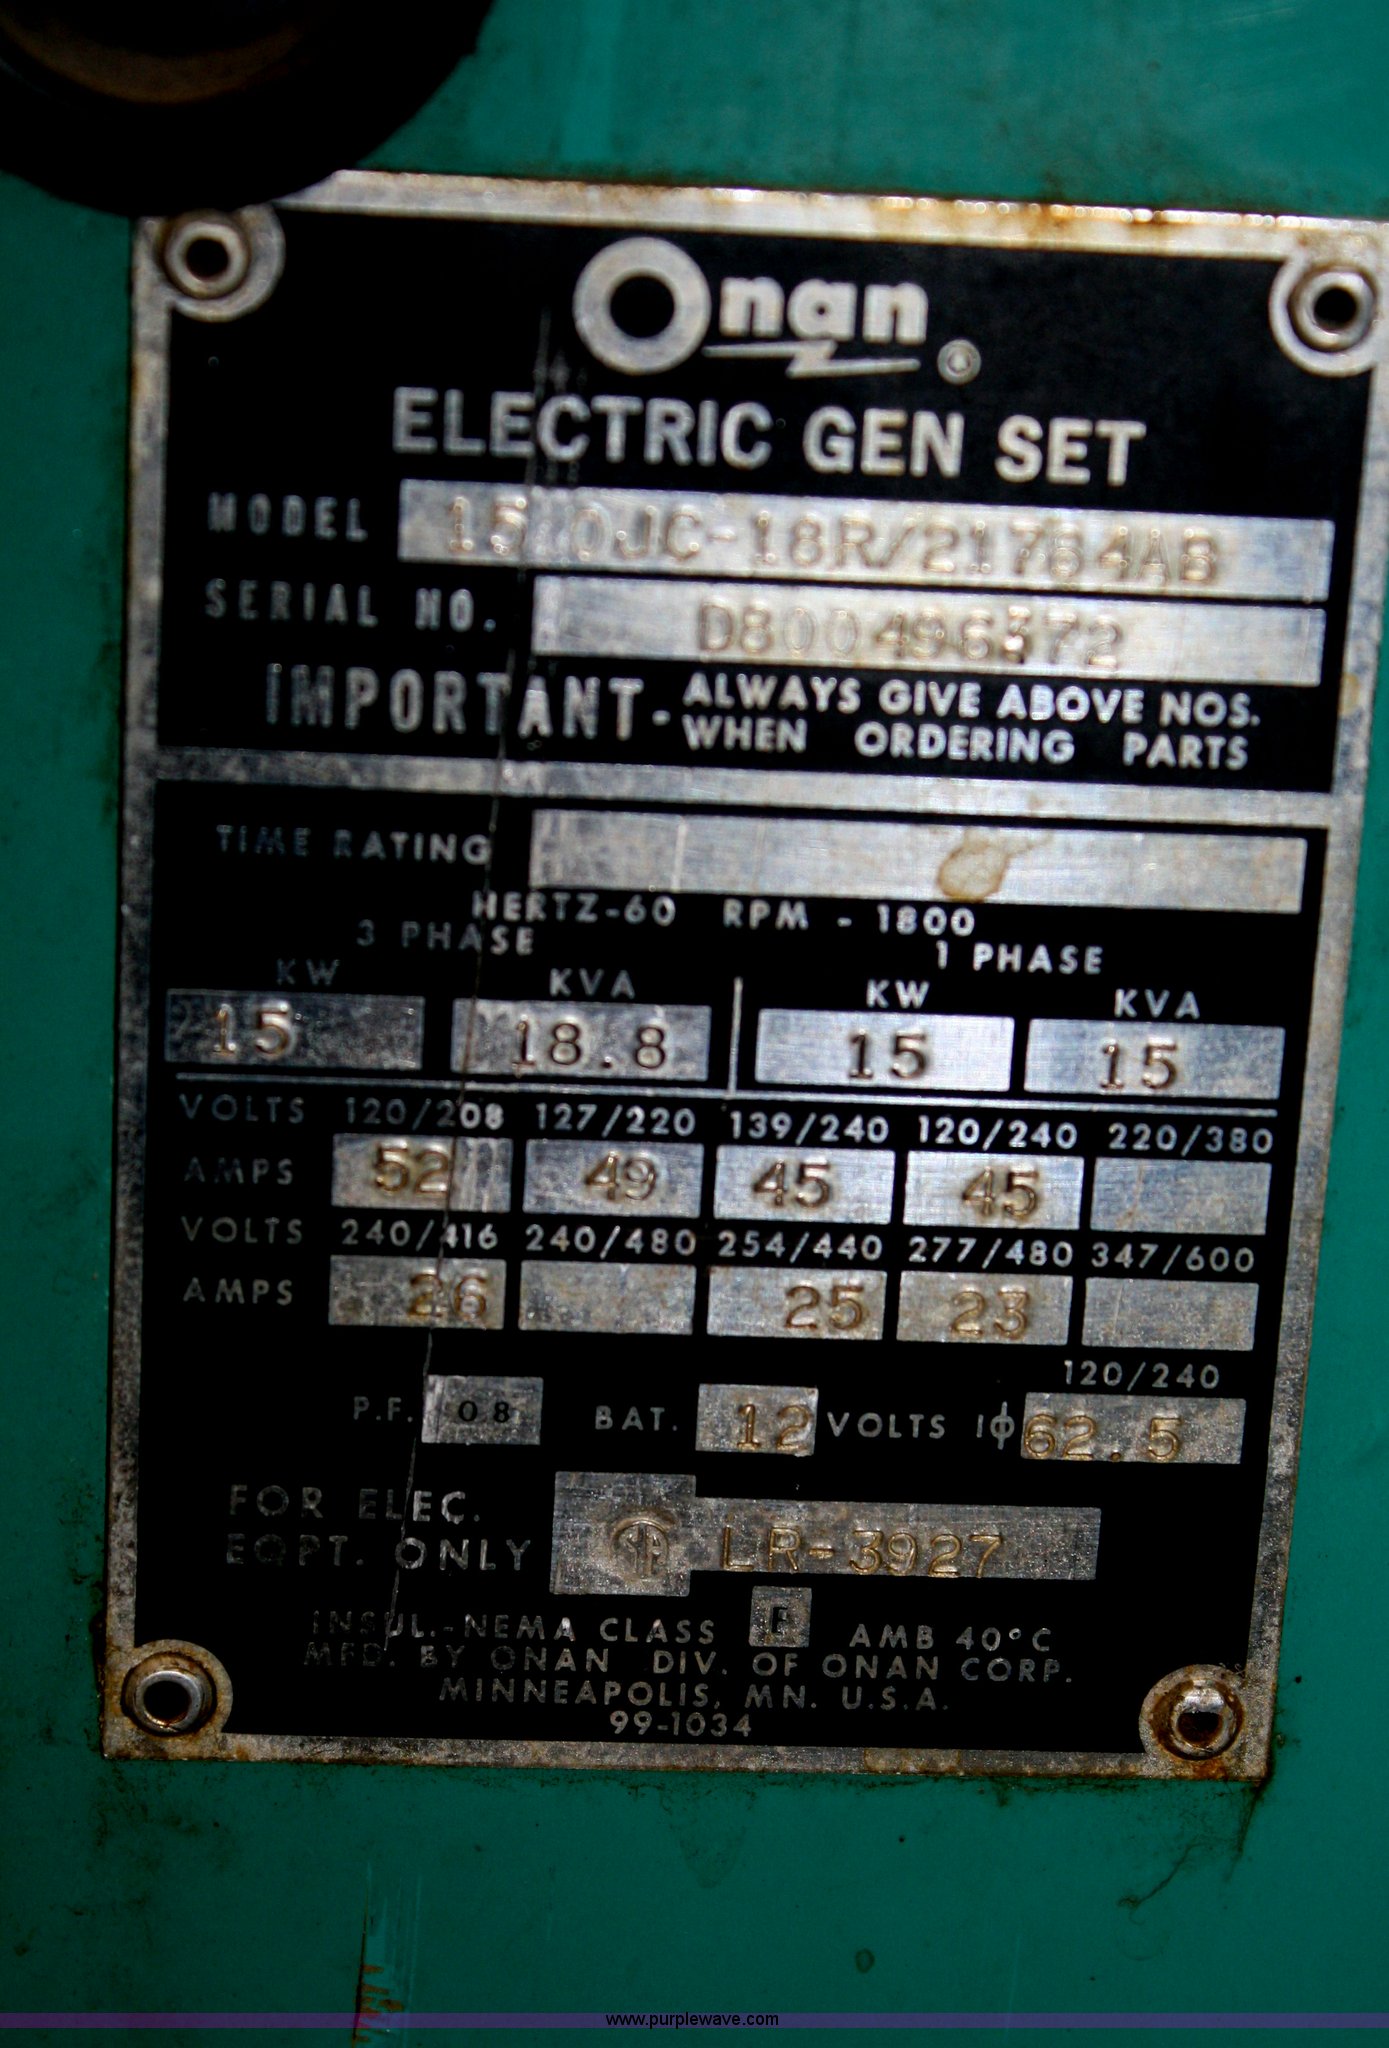 Onan ®
ELECTRIC GEN SET
MODEL 15.0JC-18R/21784AB
SERIAL NO. D800496372
IMPORTANT - ALWAYS GIVE ABOVE NOS.
WHEN ORDERING PARTS
TIME RATING
HERTZ-60 RPM - 1800
3 PHASE 1 PHASE
KW KVA KW KVA
15 18.8 15 15
VOLTS 120/208 127/220 139/240 120/240 220/380
AMPS 52 49 45 45
VOLTS 240/416 240/480 254/440 277/480 347/600
AMPS 26 25 23
120/240
P.F. 08 BAT. 12 VOLTS 1ϕ 62.5
FOR ELEC.
EQPT. ONLY SA LR-3927
INSUL.-NEMA CLASS F AMB 40°C
MFD. BY ONAN DIV. OF ONAN CORP.
MINNEAPOLIS, MN. U.S.A.
99-1034
www.purplewave.com